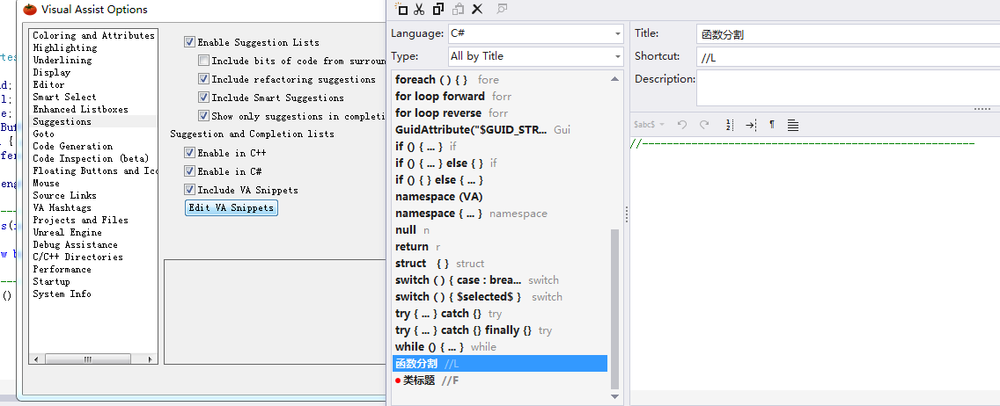 Visual Assist Options
Coloring and Attributes
Highlighting
Underlining
Display
Editor
Smart Select
Enhanced Listboxes
Suggestions
Goto
Code Generation
Code Inspection (beta)
Floating Buttons and Ico
Mouse
Source Links
VA Hashtags
Projects and Files
Unreal Engine
Debug Assistance
C/C++ Directories
Performance
Startup
System Info
Enable Suggestion Lists
Include bits of code from surroun
Include refactoring suggestions
Include Smart Suggestions
Show only suggestions in completi
Suggestion and Completion lists
Enable in C++
Enable in C#
Include VA Snippets
Edit VA Snippets
Language: C#
Type: All by Title
foreach ( ) { } fore
for loop forward forr
for loop reverse forr
GuidAttribute("$GUID_STR... Gui
if () { ... } if
if () { ... } else { } if
if () { } else { ... }
namespace (VA)
namespace { ... } namespace
null n
return r
struct { } struct
switch ( ) { case : brea... switch
switch ( ) { $selected$ } switch
try { ... } catch {} try
try { ... } catch {} finally {} try
while () { ... } while
函数分割 //L
类标题 //F
Title: 函数分割
Shortcut: //L
Description:
$abc$
//------------------------------------------------------